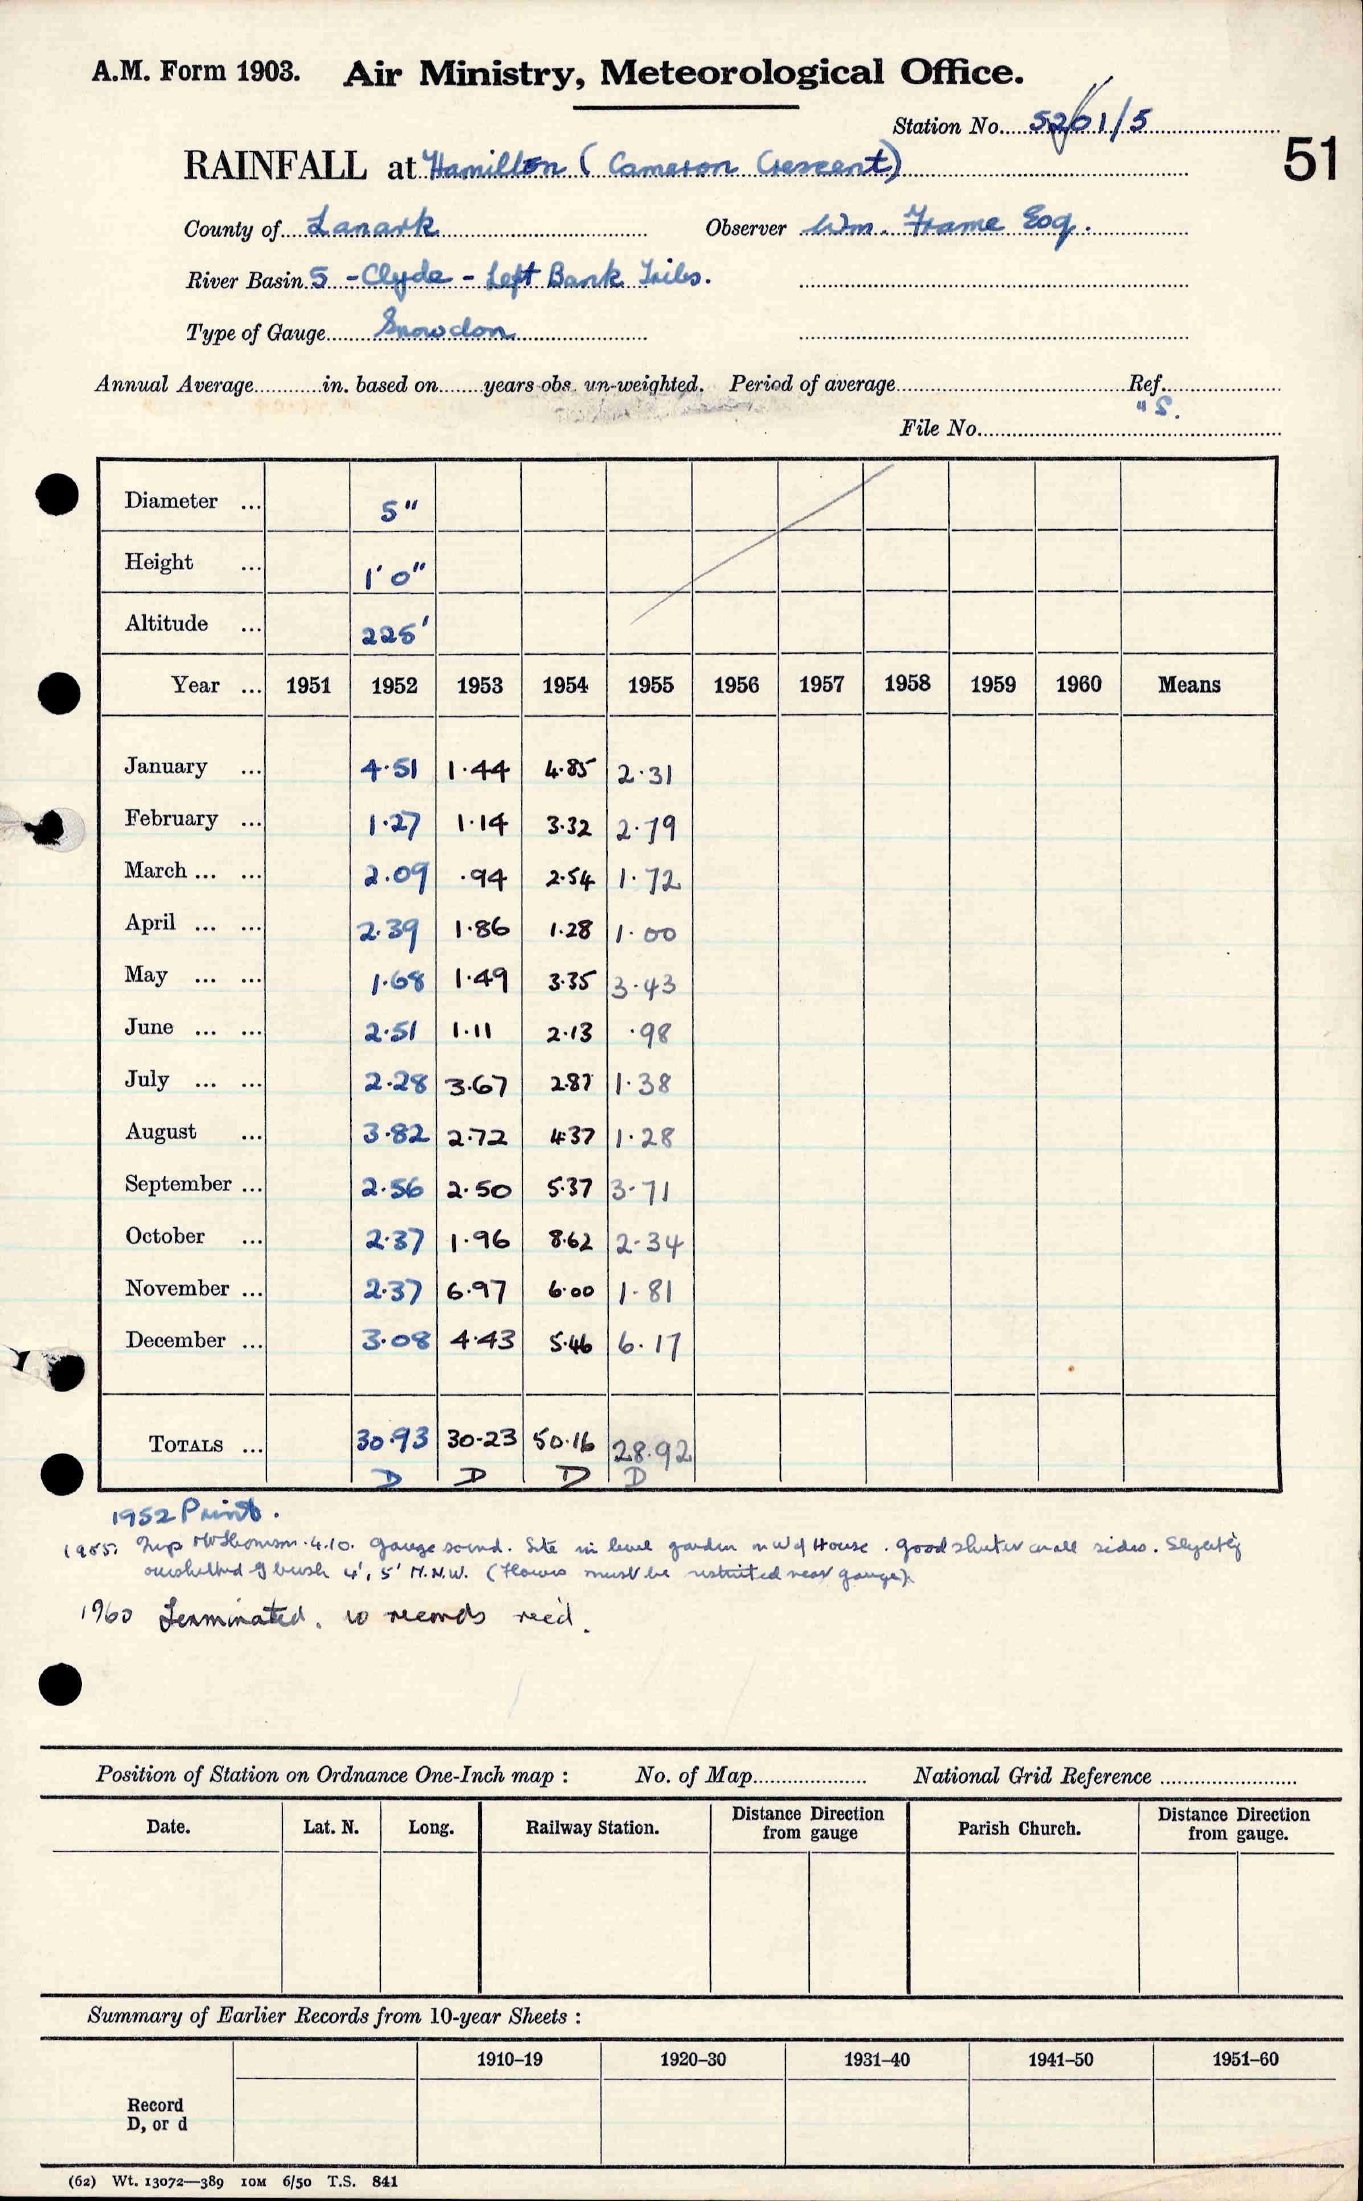 A.M. Form 1903. Air Ministry, Meteorological Office.
Station No. 5201/5
51
RAINFALL at Hamilton (Cameron Crescent)
County of Lanark Observer Wm. Frame Esq.
River Basin 5 - Clyde - Left Bank Tribs.
Type of Gauge Snowdon
Annual Average in. based on years obs. un-weighted. Period of average Ref.
" S.
File No.
Diameter ... 5"
Height ... 1' 0"
Altitude ... 225'
Year ... 1951 1952 1953 1954 1955 1956 1957 1958 1959 1960 Means
January ... 4·51 1·44 4·85 2·31
February ... 1·27 1·14 3·32 2·79
March ... ... 2·09 ·94 2·54 1·72
April ... ... 2·39 1·86 1·28 1·00
May ... ... 1·68 1·49 3·35 3·43
June ... ... 2·51 1·11 2·13 ·98
July ... ... 2·28 3·67 2·87 1·38
August ... 3·82 2·72 4·37 1·28
September ... 2·56 2·50 5·37 3·71
October ... 2·37 1·96 8·62 2·34
November ... 2·37 6·97 6·00 1·81
December ... 3·08 4·43 5·46 6·17
TOTALS ... 30·93 30·23 50·16 28·92
D D D D
1952 Print.
1955. Insp Mr Thomson. 4.10. Gauge sound. Site in level garden on W of House. Good shelter on all sides. Slightly
overshelterd by bush 4', 5' N.N.W. (Flowers must be restricted near gauge).
1960 Terminated. no records rec'd.
Position of Station on Ordnance One-Inch map : No. of Map National Grid Reference
Date. Lat. N. Long. Railway Station. Distance Direction from gauge Parish Church. Distance Direction from gauge.
Summary of Earlier Records from 10-year Sheets :
1910–19 1920–30 1931–40 1941–50 1951–60
Record
D, or d
(62) Wt. 13072—389 10M 6/50 T.S. 841